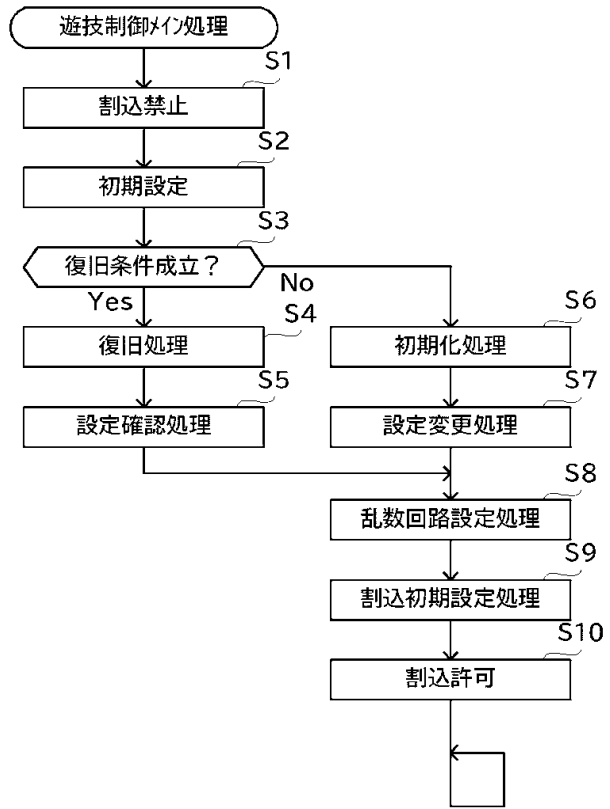 遊技制御ﾒｲﾝ処理
S1
割込禁止
S2
初期設定
S3
復旧条件成立？
Yes
No
S4
復旧処理
S5
設定確認処理
S6
初期化処理
S7
設定変更処理
S8
乱数回路設定処理
S9
割込初期設定処理
S10
割込許可